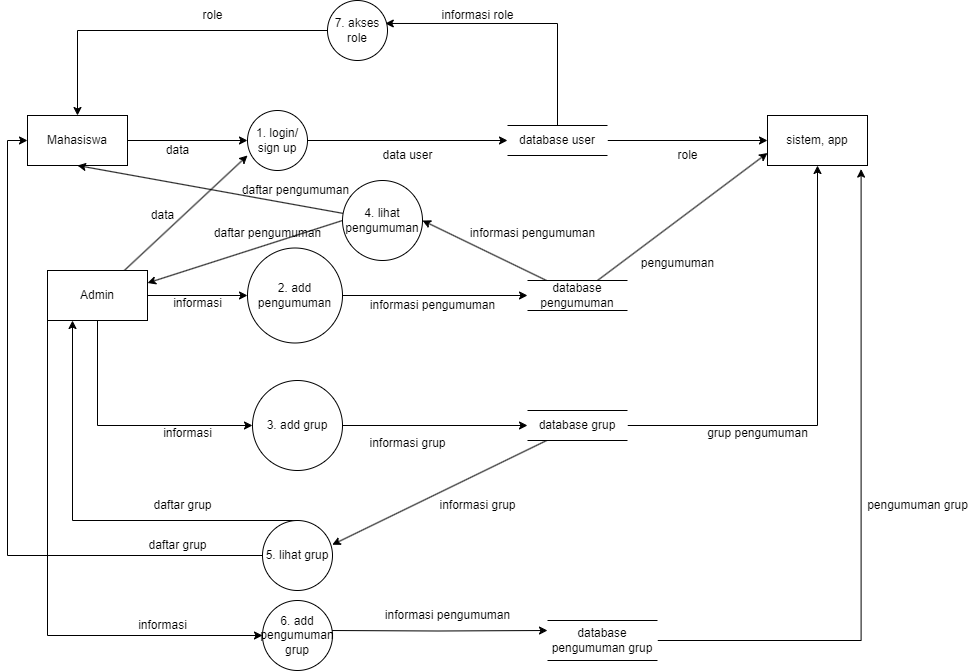 role
informasi role
7. akses
role
Mahasiswa
data
1. login/
sign up
data user
database user
role
sistem, app
daftar pengumuman
data
4. lihat
pengumuman
informasi pengumuman
daftar pengumuman
pengumuman
Admin
informasi
2. add
pengumuman
informasi pengumuman
database
pengumuman
informasi
3. add grup
informasi grup
database grup
grup pengumuman
daftar grup
informasi grup
pengumuman grup
daftar grup
5. lihat grup
informasi
6. add
pengumuman
grup
informasi pengumuman
database
pengumuman grup